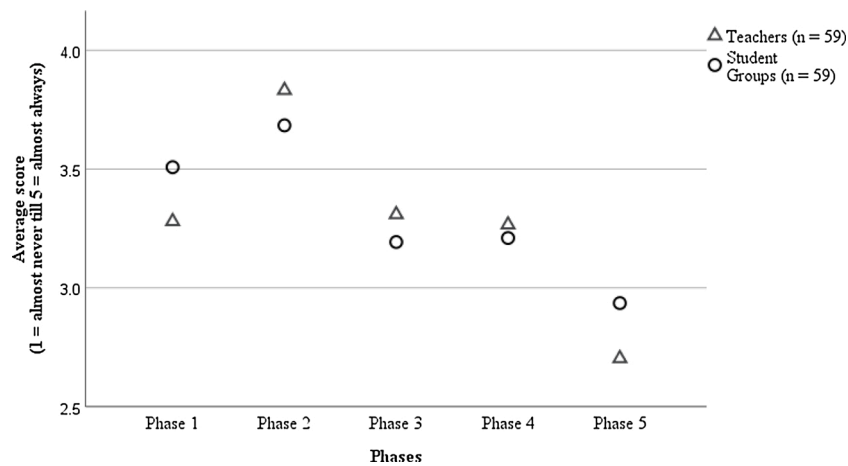 Average score
(1 = almost never till 5 = almost always)
4.0
3.5
3.0
2.5
Phase 1 Phase 2 Phase 3 Phase 4 Phase 5
Phases
Teachers (n = 59)
Student
Groups (n = 59)